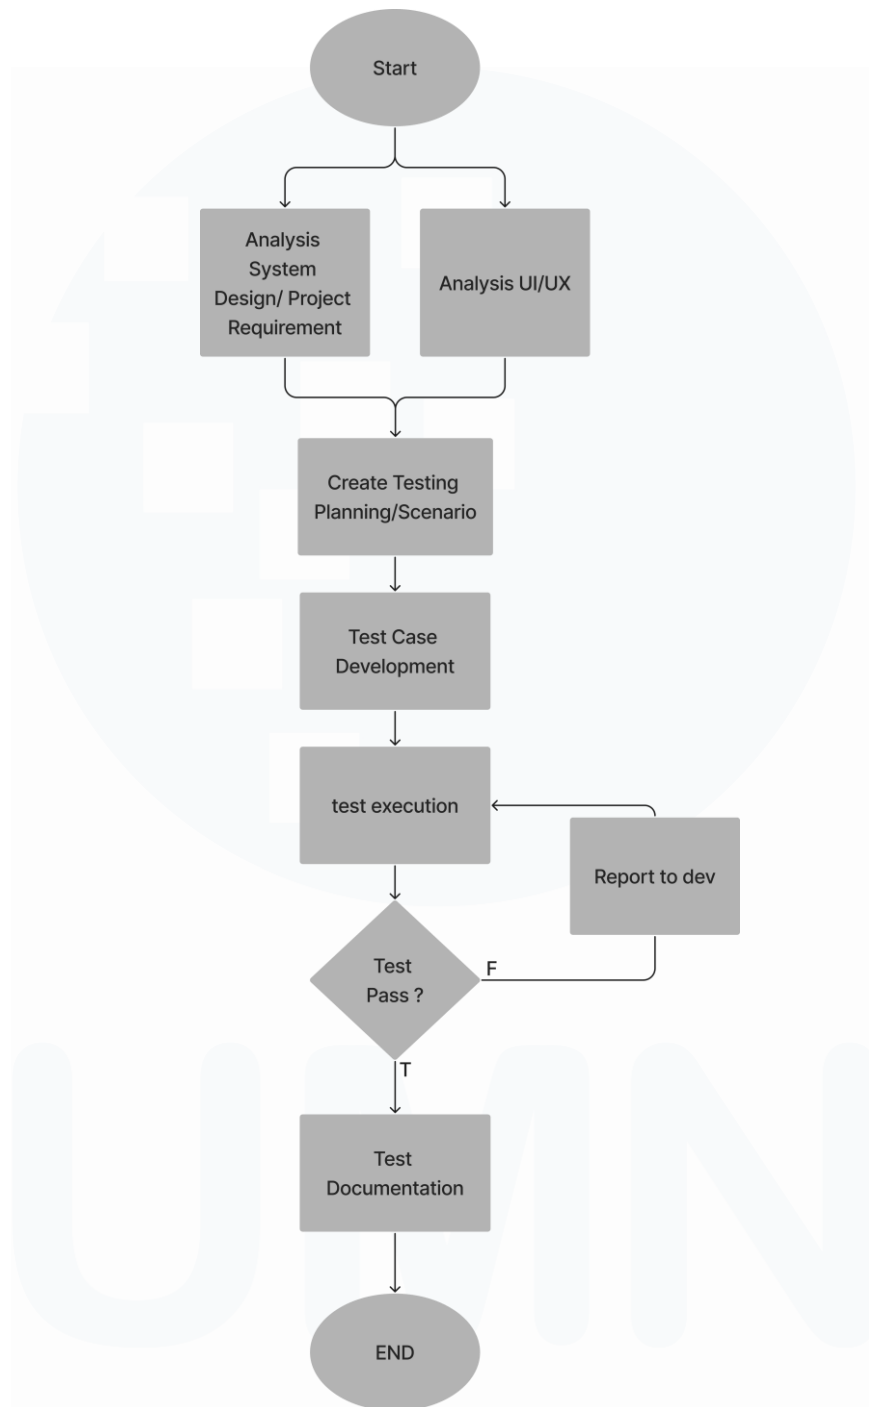 Start
Analysis
System
Design/ Project
Requirement
Analysis UI/UX
Create Testing
Planning/Scenario
Test Case
Development
test execution
Report to dev
Test
Pass ?
F
T
Test
Documentation
END
UMN